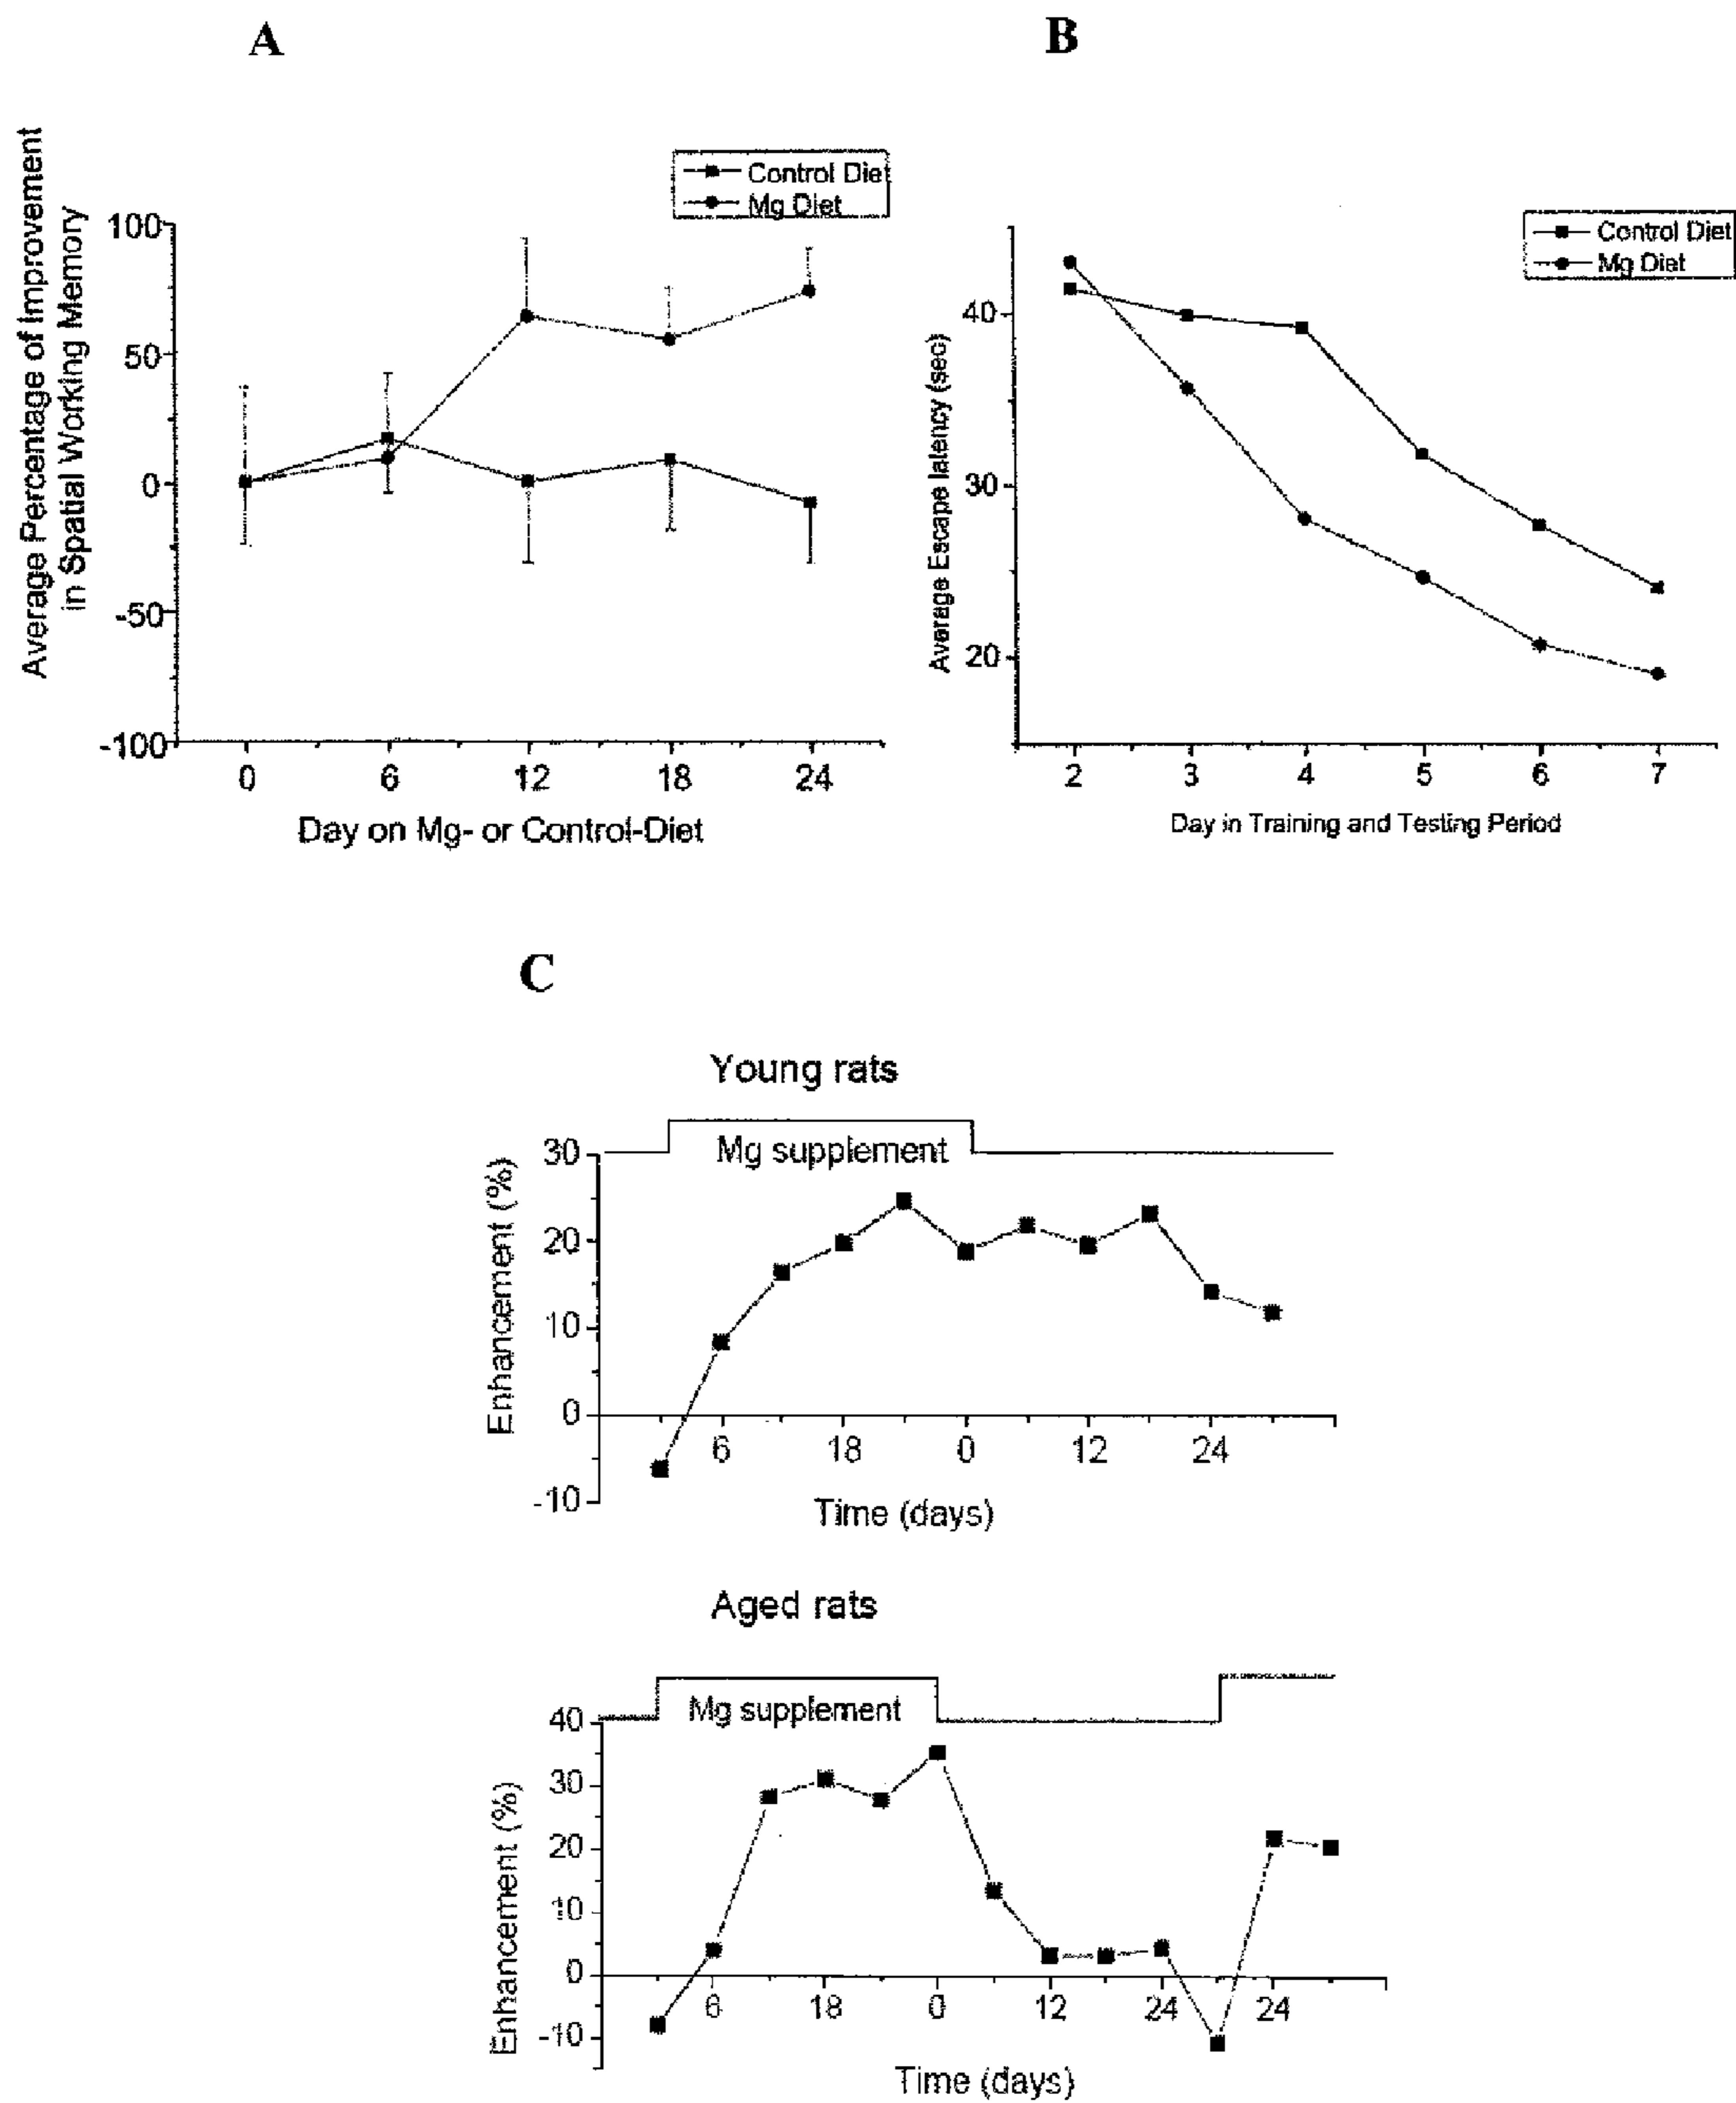 A
Control Diet
Mg Diet
Average Percentage of Improvement
in Spatial Working Memory
100
50
0
-50
-100
0 6 12 18 24
Day on Mg- or Control-Diet
B
Control Diet
Mg Diet
Average Escape latency (sec)
40
30
20
2 3 4 5 6 7
Day in Training and Testing Period
C
Young rats
Mg supplement
Enhancement (%)
30
20
10
0
-10
6 18 0 12 24
Time (days)
Aged rats
Mg supplement
Enhancement (%)
40
30
20
10
0
-10
6 18 0 12 24 24
Time (days)